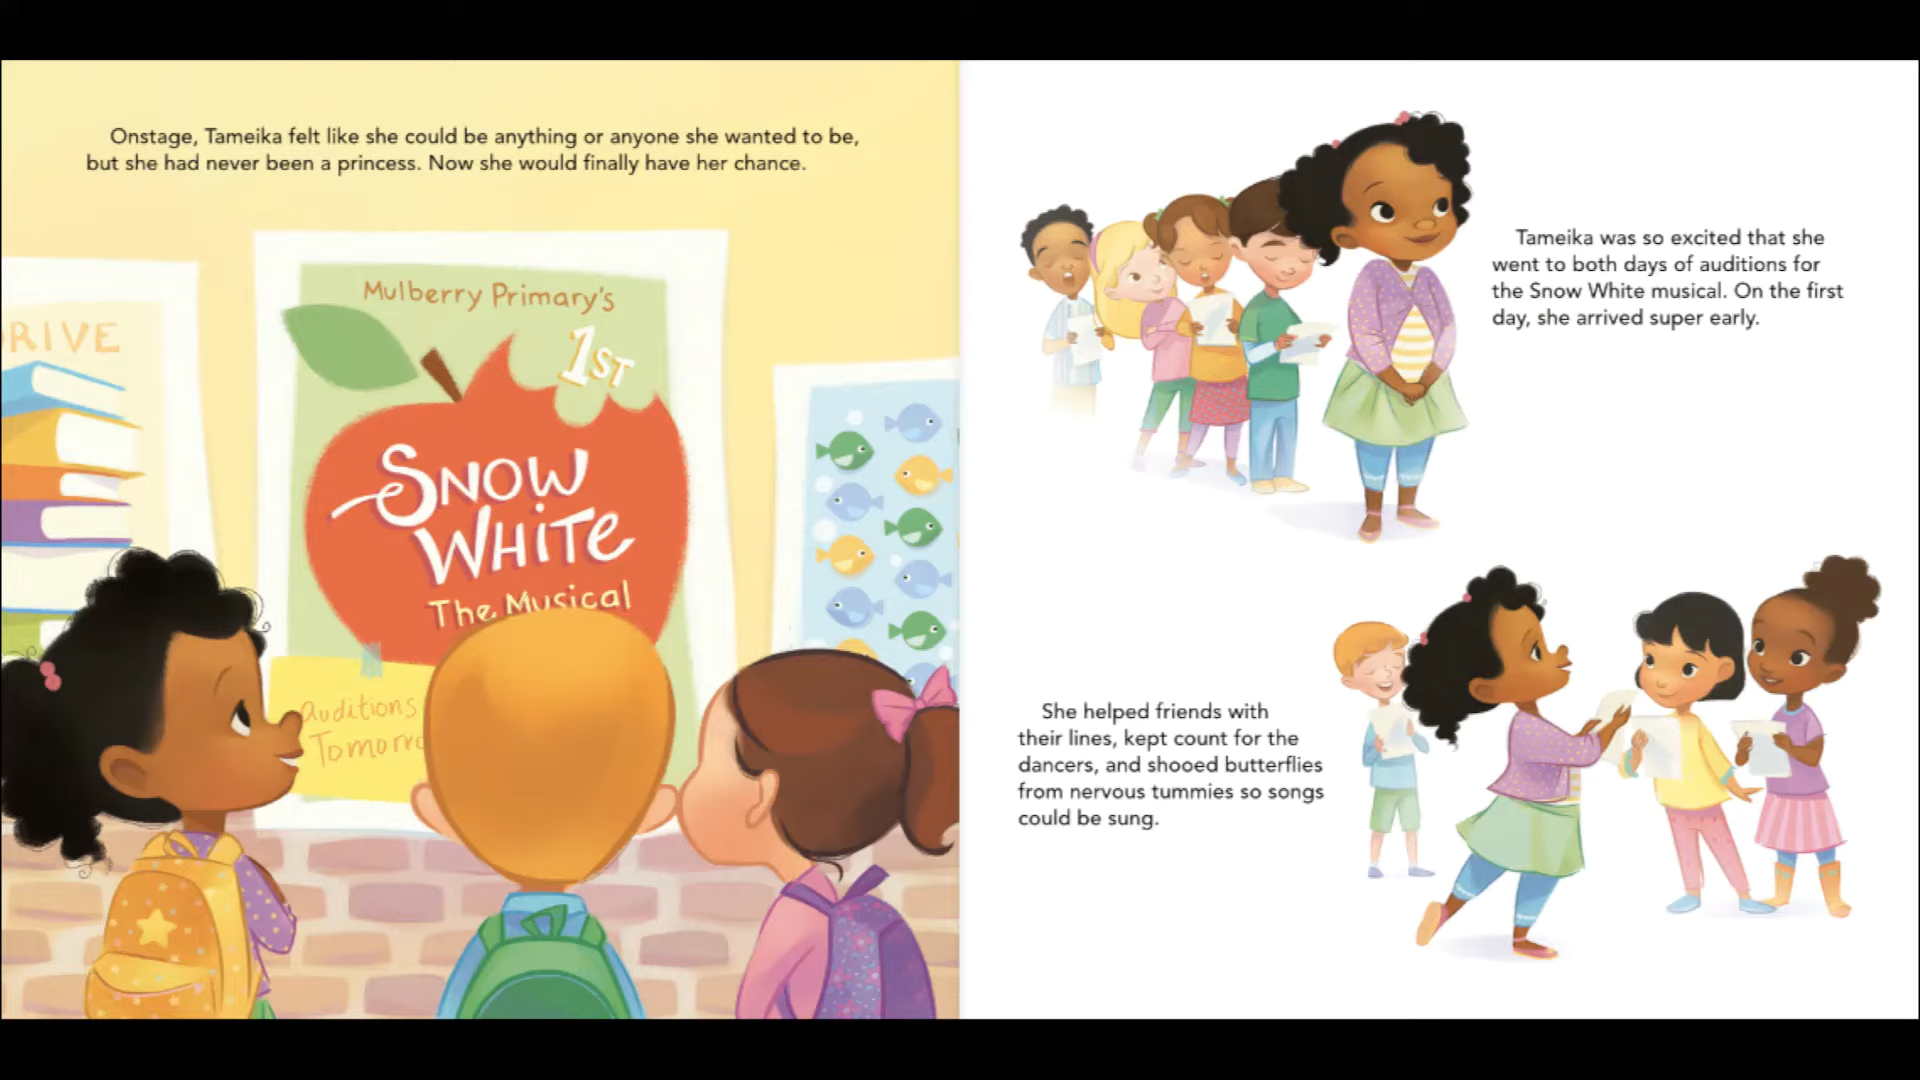 Onstage, Tameika felt like she could be anything or anyone she wanted to be,
but she had never been a princess. Now she would finally have her chance.
RIVE
Mulberry Primary's
1ST
SNOW
WHITE
The Musical
Auditions
Tomorro
Tameika was so excited that she
went to both days of auditions for
the Snow White musical. On the first
day, she arrived super early.
She helped friends with
their lines, kept count for the
dancers, and shooed butterflies
from nervous tummies so songs
could be sung.